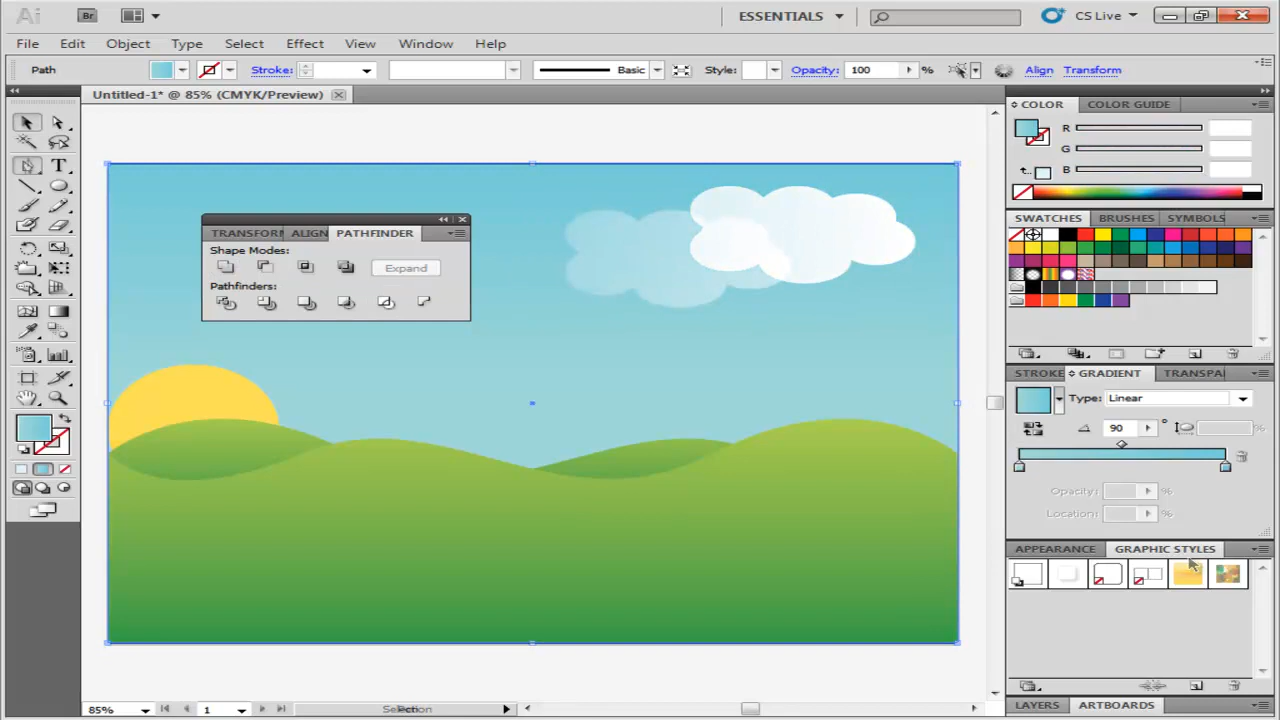 Ai Br ESSENTIALS CS Live
File Edit Object Type Select Effect View Window Help
Path Stroke: Basic Style: Opacity: 100 % Align Transform
Untitled-1* @ 85% (CMYK/Preview)
COLOR COLOR GUIDE
R
G
B
SWATCHES BRUSHES SYMBOLS
TRANSFORM ALIGN PATHFINDER
Shape Modes:
Expand
Pathfinders:
STROKE GRADIENT TRANSPA
Type: Linear
90 ° %
Opacity: %
Location: %
APPEARANCE GRAPHIC STYLES
LAYERS ARTBOARDS
85% 1